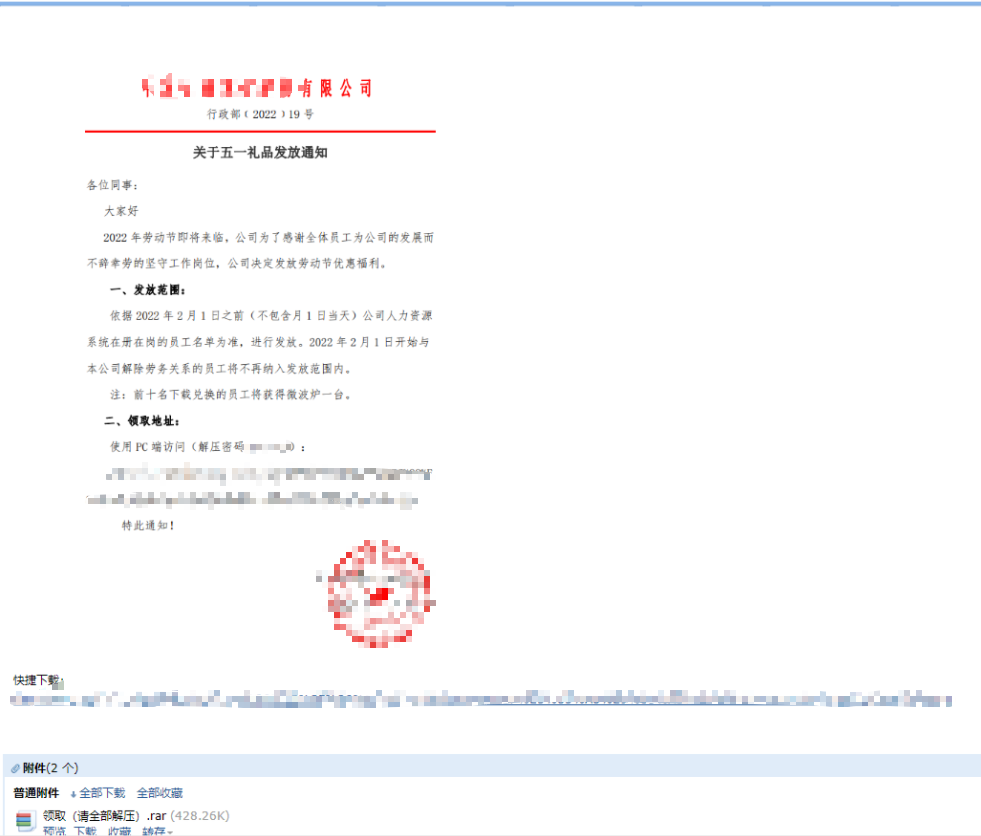 有限公司
行政部﹝2022﹞19 号
关于五一礼品发放通知
各位同事：
大家好
2022 年劳动节即将来临，公司为了感谢全体员工为公司的发展而
不辞幸劳的坚守工作岗位，公司决定发放劳动节优惠福利。
一、发放范围：
依据 2022 年 2 月 1 日之前（不包含月 1 日当天）公司人力资源
系统在册在岗的员工名单为准，进行发放。2022 年 2 月 1 日开始与
本公司解除劳务关系的员工将不再纳入发放范围内。
注：前十名下载兑换的员工将获得微波炉一台。
二、领取地址：
使用 PC 端访问（解压密码 ）：
特此通知！
快捷下载：
附件(2 个)
普通附件 全部下载 全部收藏
领取（请全部解压）.rar (428.26K)
预览 下载 收藏 转存